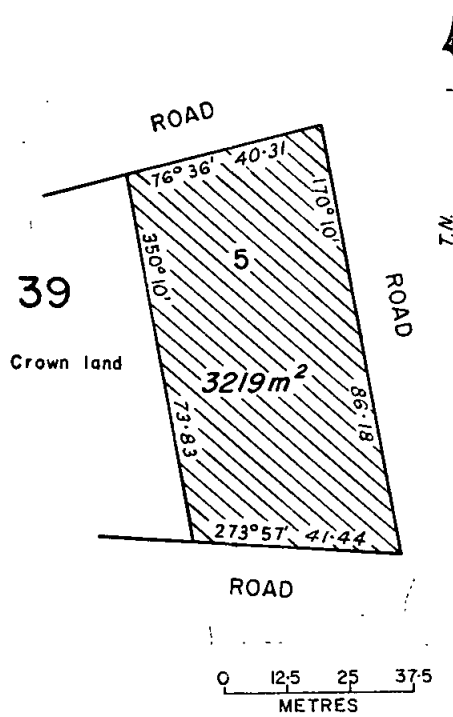 ROAD
76° 36' 40·31
170° 10'
T.N.
5
350° 10'
39
ROAD
Crown land
3219m²
86·18
73·83
273° 57' 41·44
ROAD
0 12·5 25 37·5
METRES